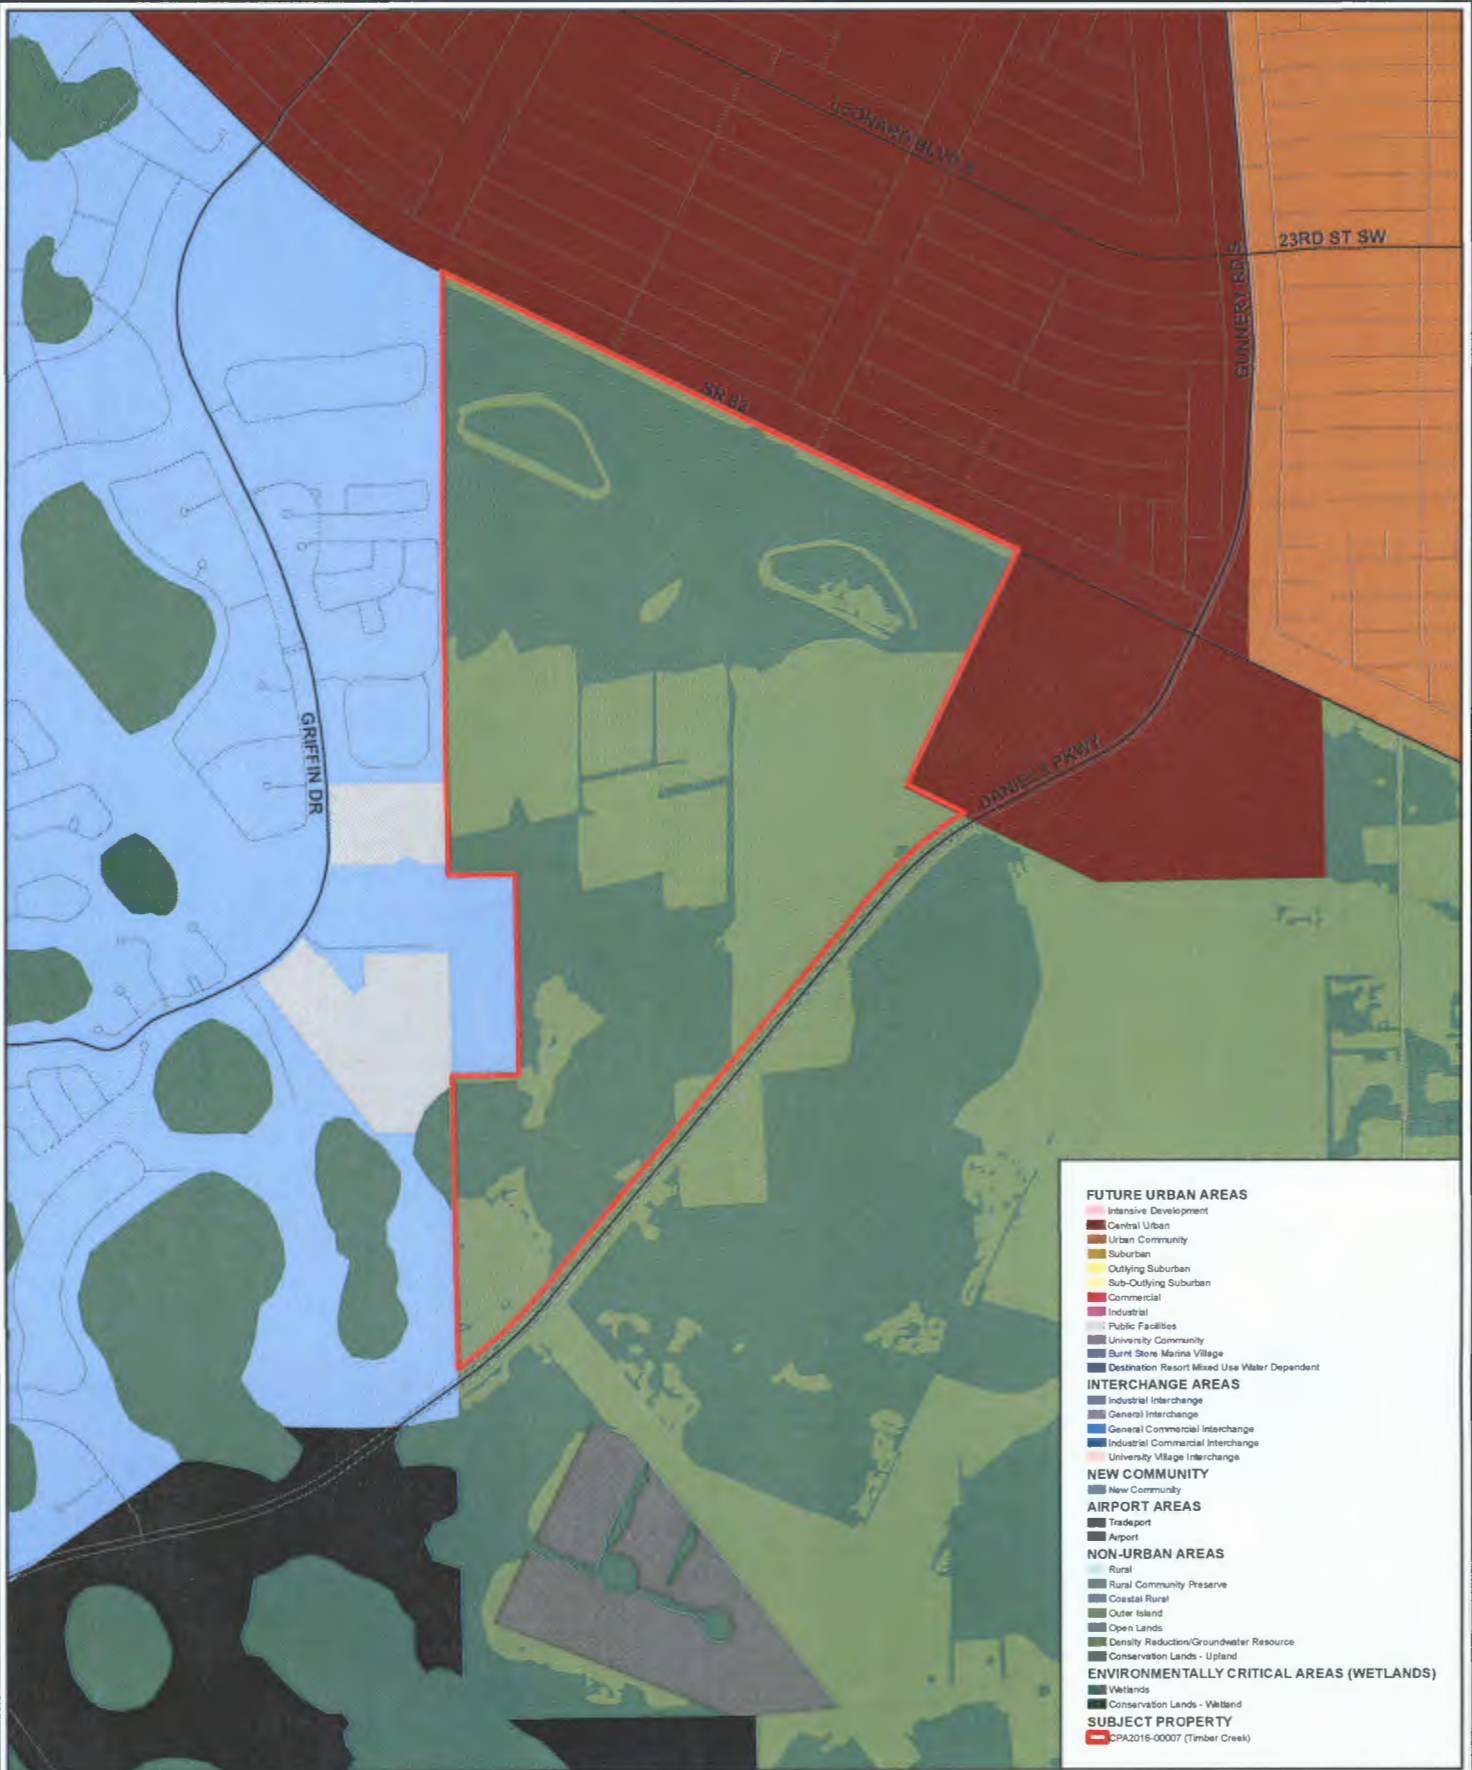 LEONARD BLVD S
23RD ST SW
GUNNERY RD S
SR 82
GRIFFIN DR
DANIELS PKWY
FUTURE URBAN AREAS
Intensive Development
Central Urban
Urban Community
Suburban
Outlying Suburban
Sub-Outlying Suburban
Commercial
Industrial
Public Facilities
University Community
Burnt Store Marina Village
Destination Resort Mixed Use Water Dependent
INTERCHANGE AREAS
Industrial Interchange
General Interchange
General Commercial Interchange
Industrial Commercial Interchange
University Village Interchange
NEW COMMUNITY
New Community
AIRPORT AREAS
Tradeport
Airport
NON-URBAN AREAS
Rural
Rural Community Preserve
Coastal Rural
Outer Island
Open Lands
Density Reduction/Groundwater Resource
Conservation Lands - Upland
ENVIRONMENTALLY CRITICAL AREAS (WETLANDS)
Wetlands
Conservation Lands - Wetland
SUBJECT PROPERTY
CPA2016-00007 (Timber Creek)